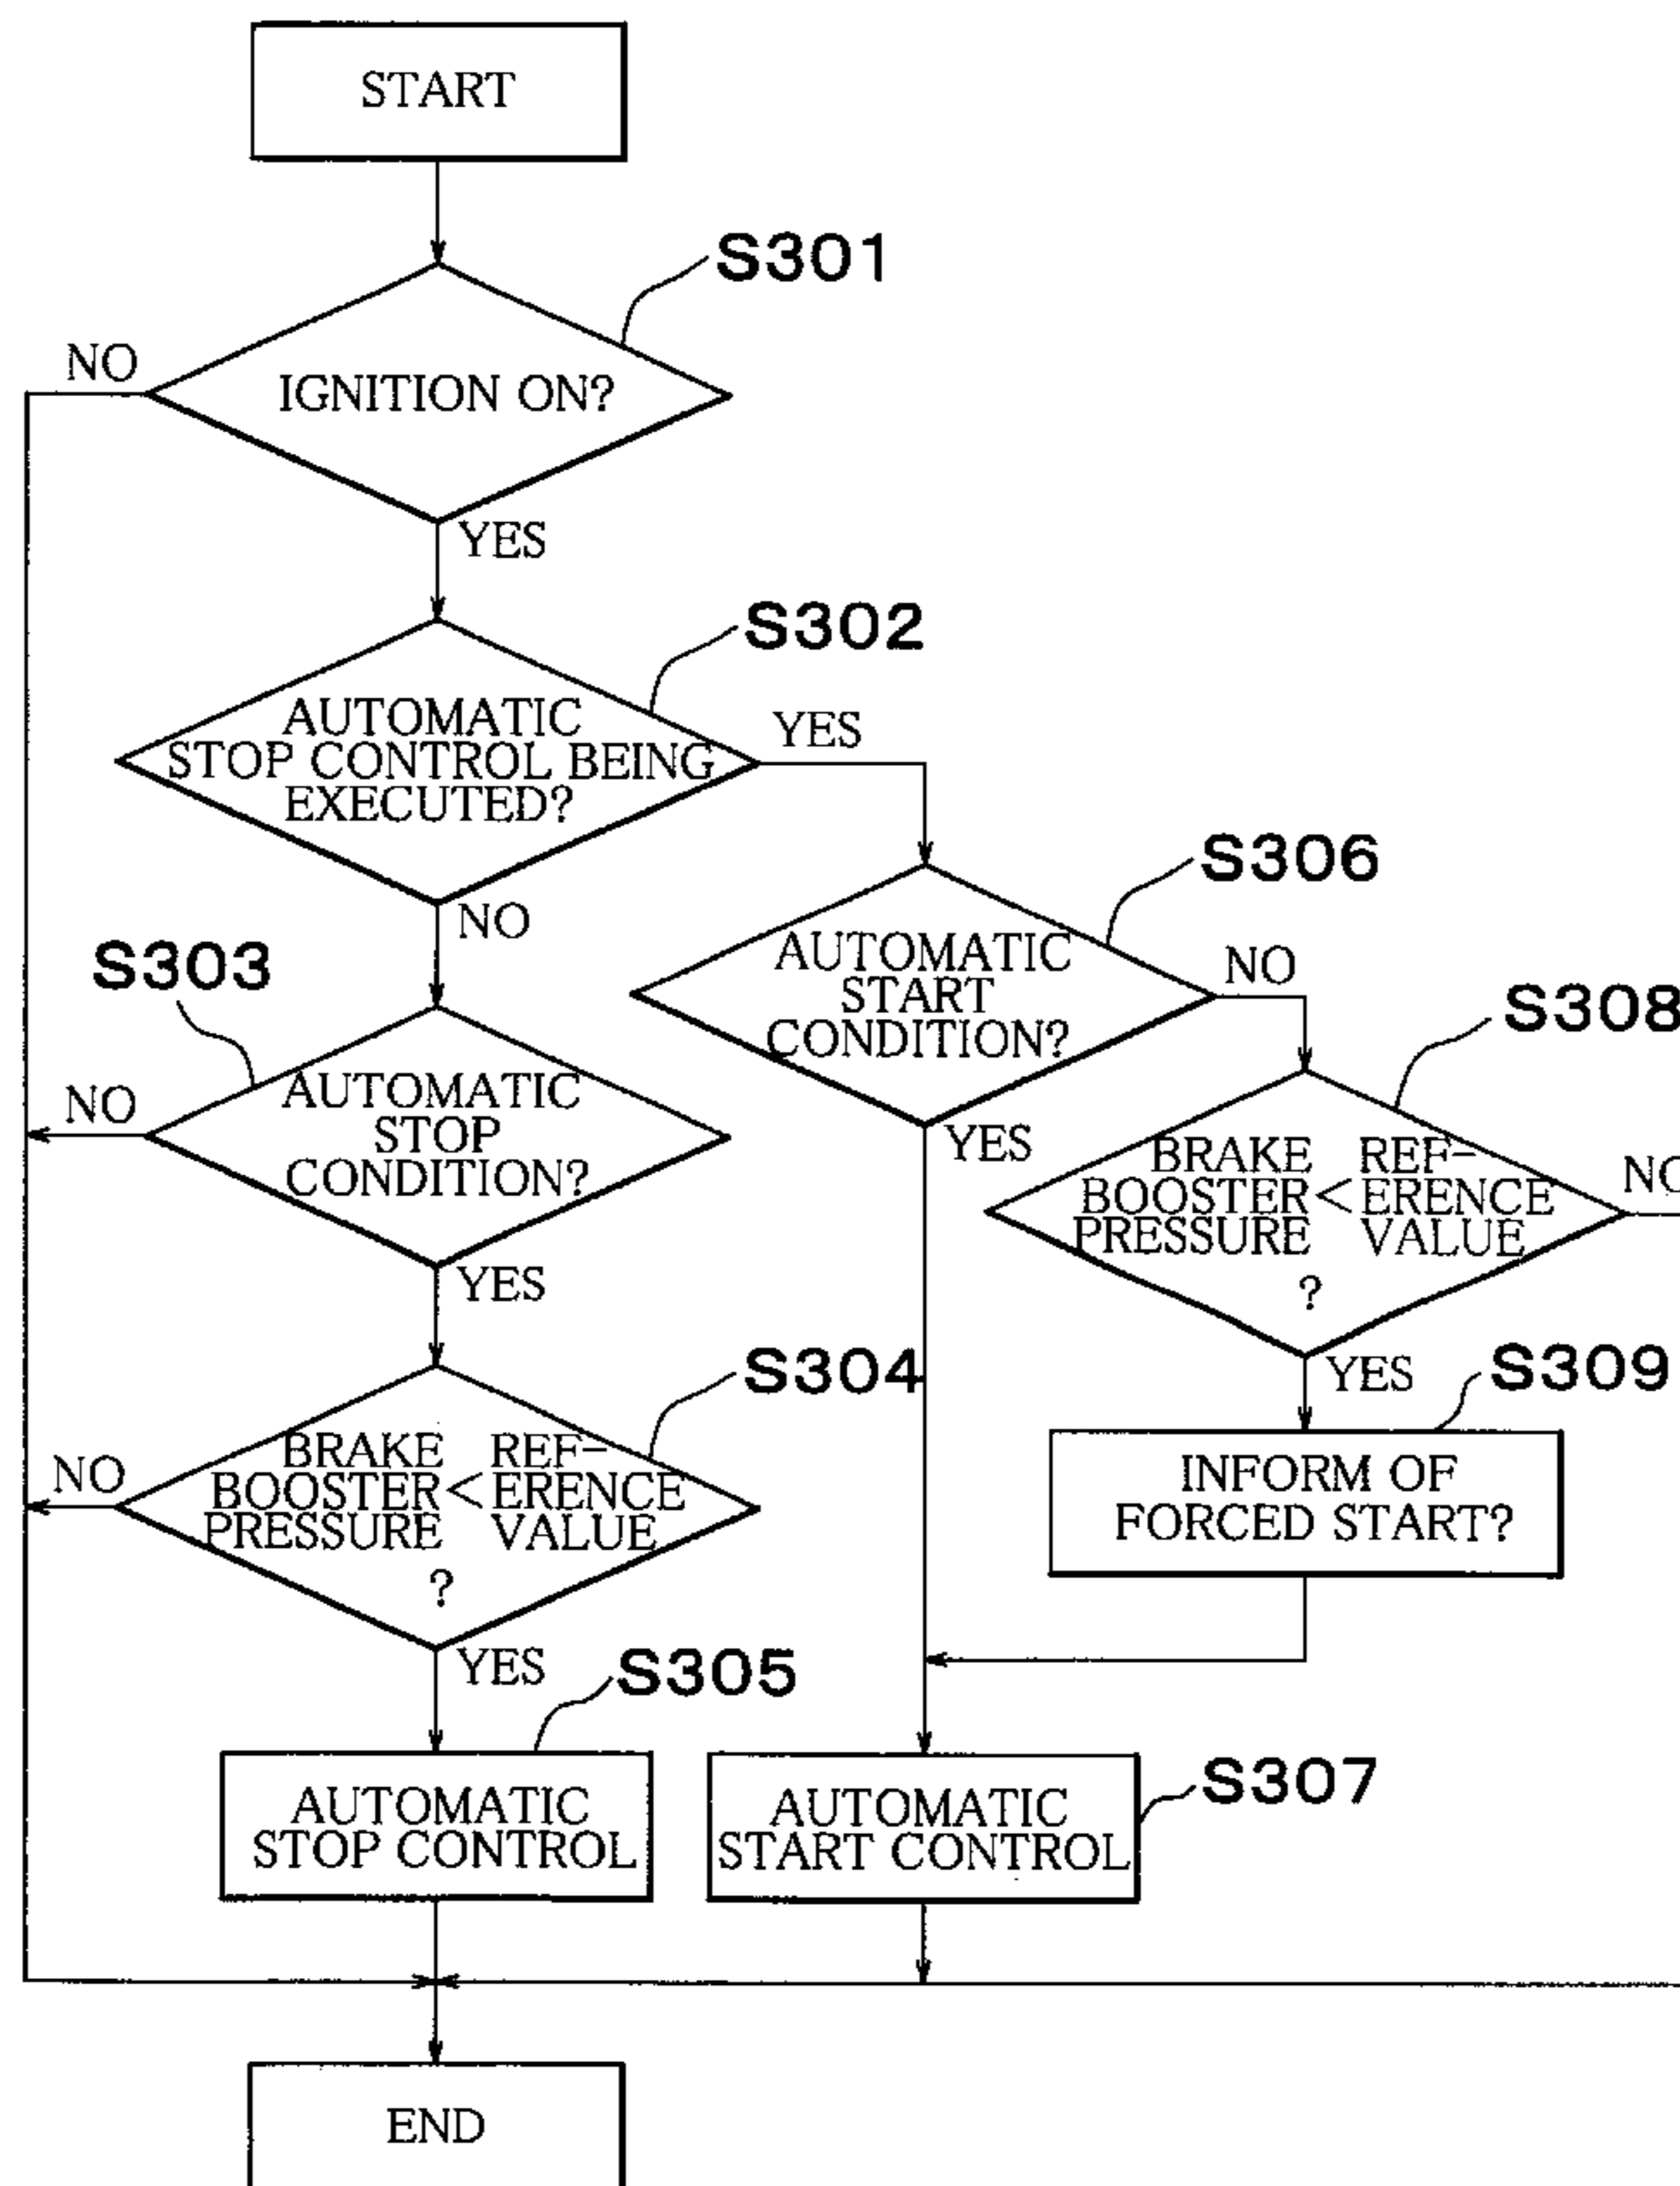 START
S301
NO
IGNITION ON?
YES
S302
AUTOMATIC
STOP CONTROL BEING
EXECUTED?
YES
NO
S303
AUTOMATIC
STOP
CONDITION?
NO
YES
S304
BRAKE REF-
BOOSTER < ERENCE
PRESSURE VALUE
?
NO
YES
S305
AUTOMATIC
STOP CONTROL
S306
AUTOMATIC
START
CONDITION?
NO
YES
S308
BRAKE REF-
BOOSTER < ERENCE
PRESSURE VALUE
?
NO
YES
S309
INFORM OF
FORCED START?
S307
AUTOMATIC
START CONTROL
END